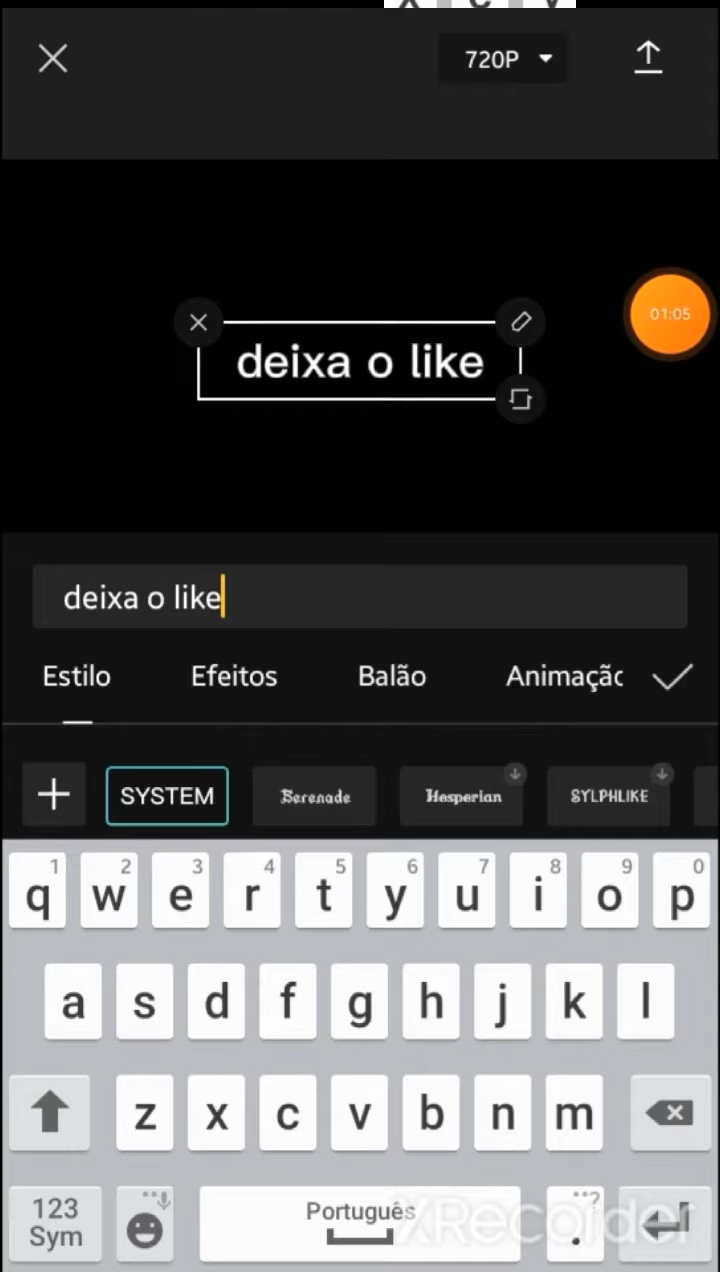 720P
01:05
deixa o like
deixa o like
Estilo
Efeitos
Balão
Animaçãc
SYSTEM
Serenade
Hesperian
SYLPHLIKE
1 2 3 4 5 6 7 8 9 0
q w e r t y u i o p
a s d f g h j k l
z x c v b n m
123
Sym
Português
. ?
XRecorder